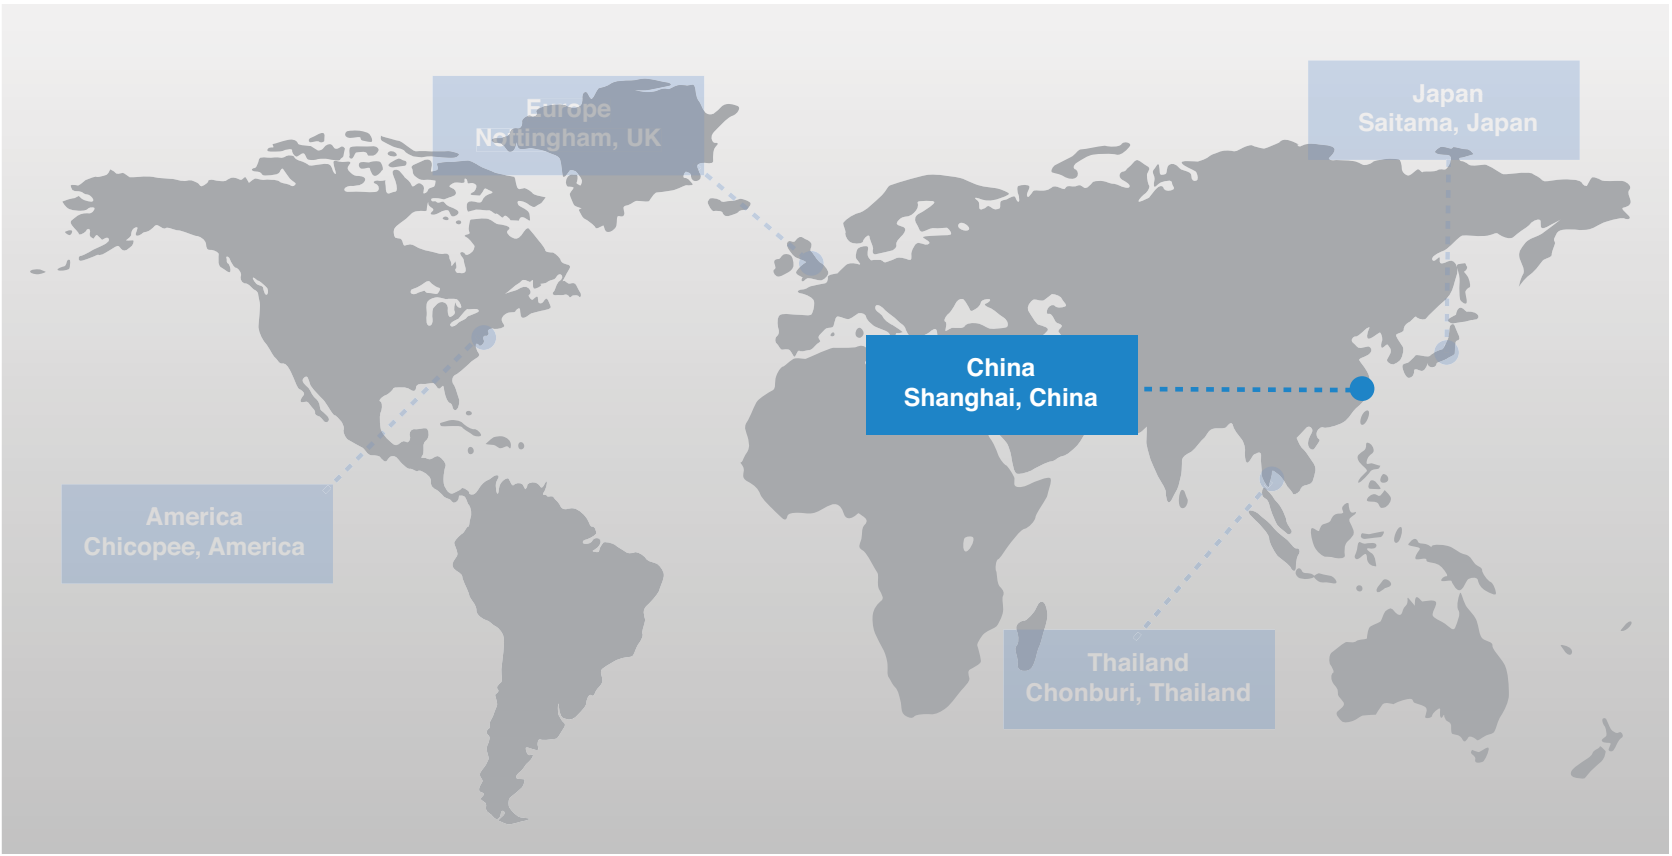 Europe
Nottingham, UK
Japan
Saitama, Japan
China
Shanghai, China
America
Chicopee, America
Thailand
Chonburi, Thailand